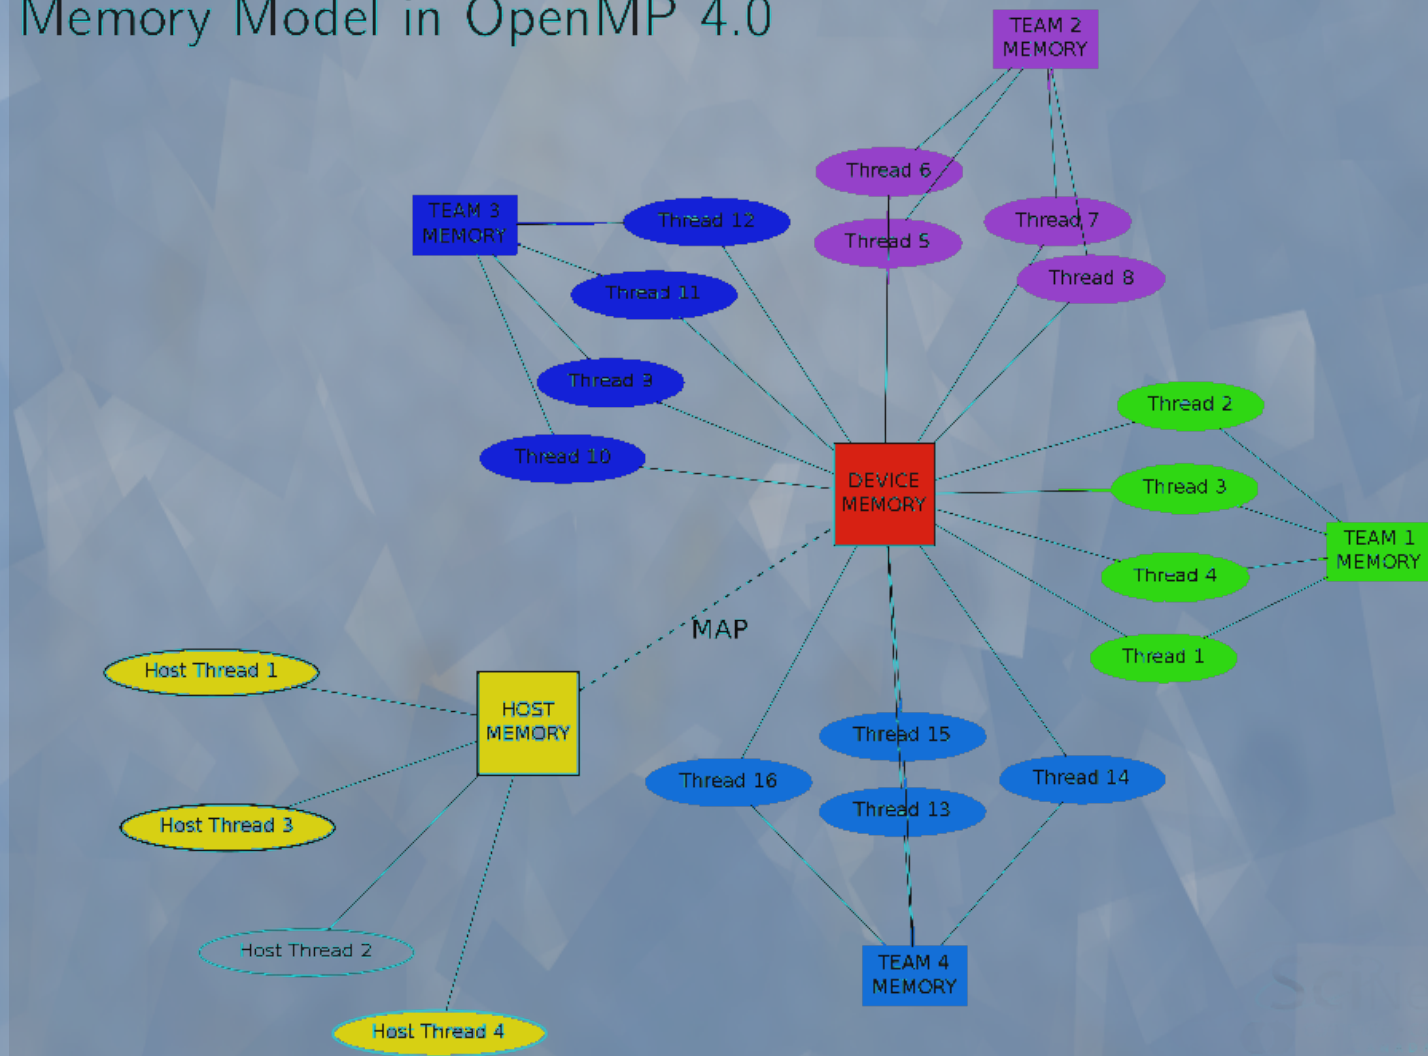 Memory Model in OpenMP 4.0
TEAM 2
MEMORY
Thread 6
TEAM 3
MEMORY
Thread 12
Thread 5
Thread 7
Thread 8
Thread 11
Thread 9
Thread 10
Thread 2
DEVICE
MEMORY
Thread 3
TEAM 1
MEMORY
Thread 4
MAP
Thread 1
Host Thread 1
HOST
MEMORY
Thread 15
Thread 16
Thread 14
Host Thread 3
Thread 13
Host Thread 2
TEAM 4
MEMORY
Host Thread 4